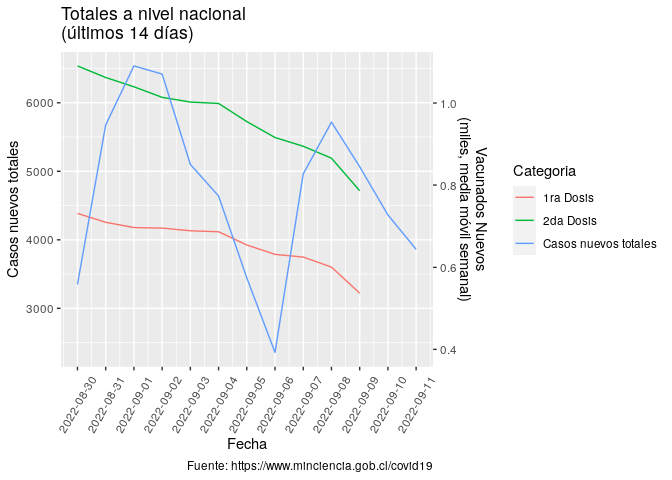 Totales a nivel nacional
(últimos 14 días)
Casos nuevos totales
6000
5000
4000
3000
1.0
0.8
0.6
0.4
Vacunados Nuevos
(miles, media móvil semanal)
2022-08-30
2022-08-31
2022-09-01
2022-09-02
2022-09-03
2022-09-04
2022-09-05
2022-09-06
2022-09-07
2022-09-08
2022-09-09
2022-09-10
2022-09-11
Fecha
Categoria
1ra Dosis
2da Dosis
Casos nuevos totales
Fuente: https://www.minciencia.gob.cl/covid19